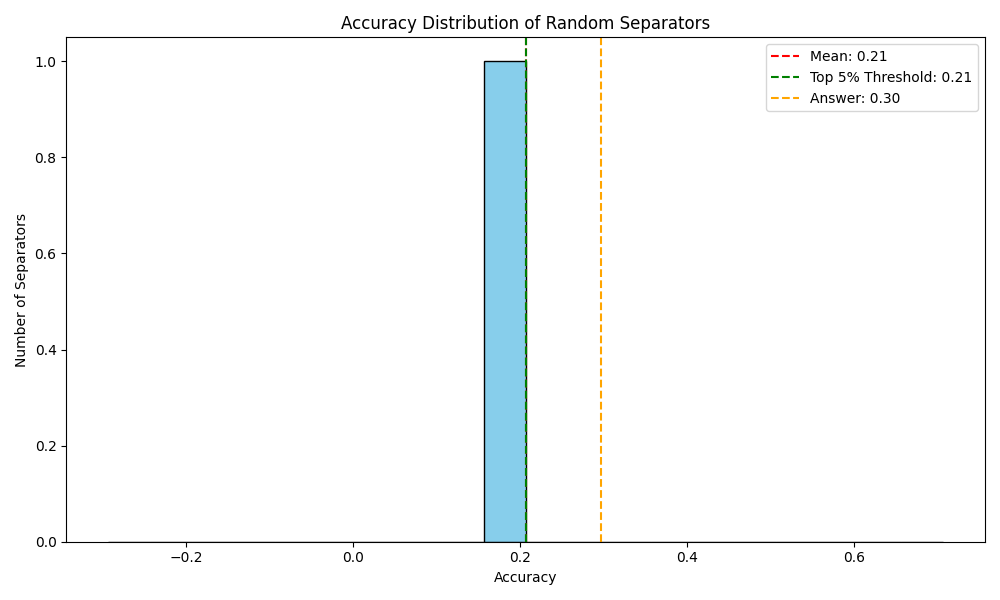 Accuracy Distribution of Random Separators
Mean: 0.21
Top 5% Threshold: 0.21
Answer: 0.30
Number of Separators
1.0
0.8
0.6
0.4
0.2
0.0
−0.2
0.0
0.2
0.4
0.6
Accuracy